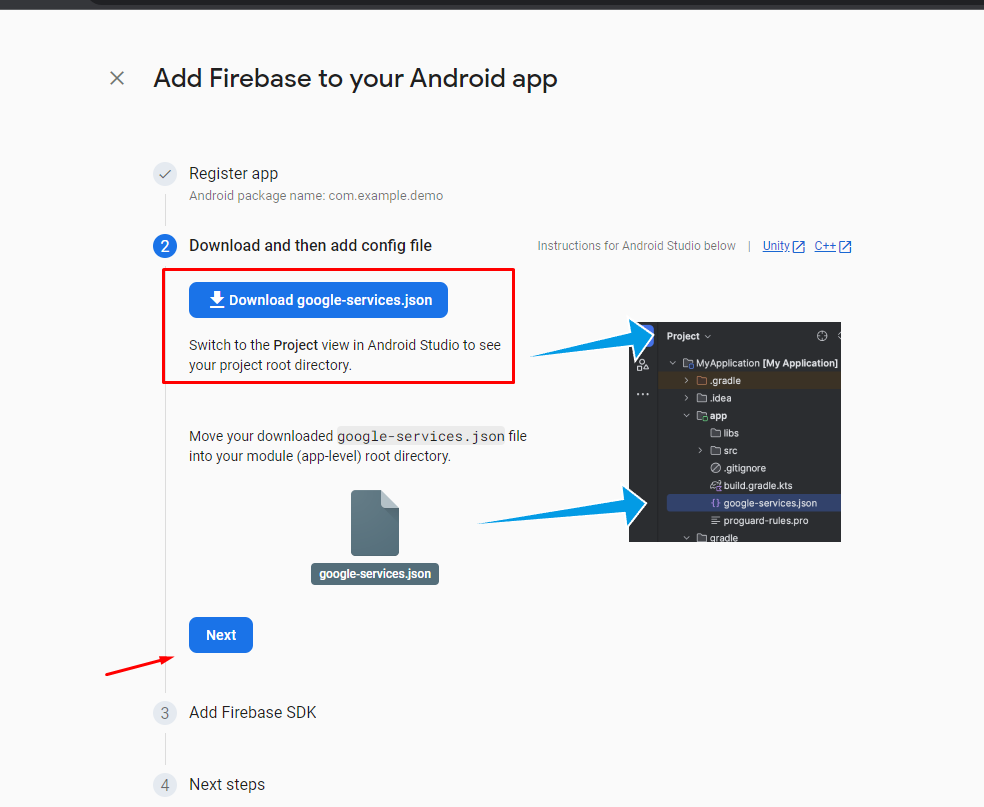 Add Firebase to your Android app
Register app
Android package name: com.example.demo
2
Download and then add config file
Instructions for Android Studio below | Unity C++
Download google-services.json
Switch to the Project view in Android Studio to see
your project root directory.
Move your downloaded google-services.json file
into your module (app-level) root directory.
google-services.json
Project
MyApplication [My Application]
.gradle
.idea
app
libs
src
.gitignore
build.gradle.kts
google-services.json
proguard-rules.pro
gradle
Next
3
Add Firebase SDK
4
Next steps